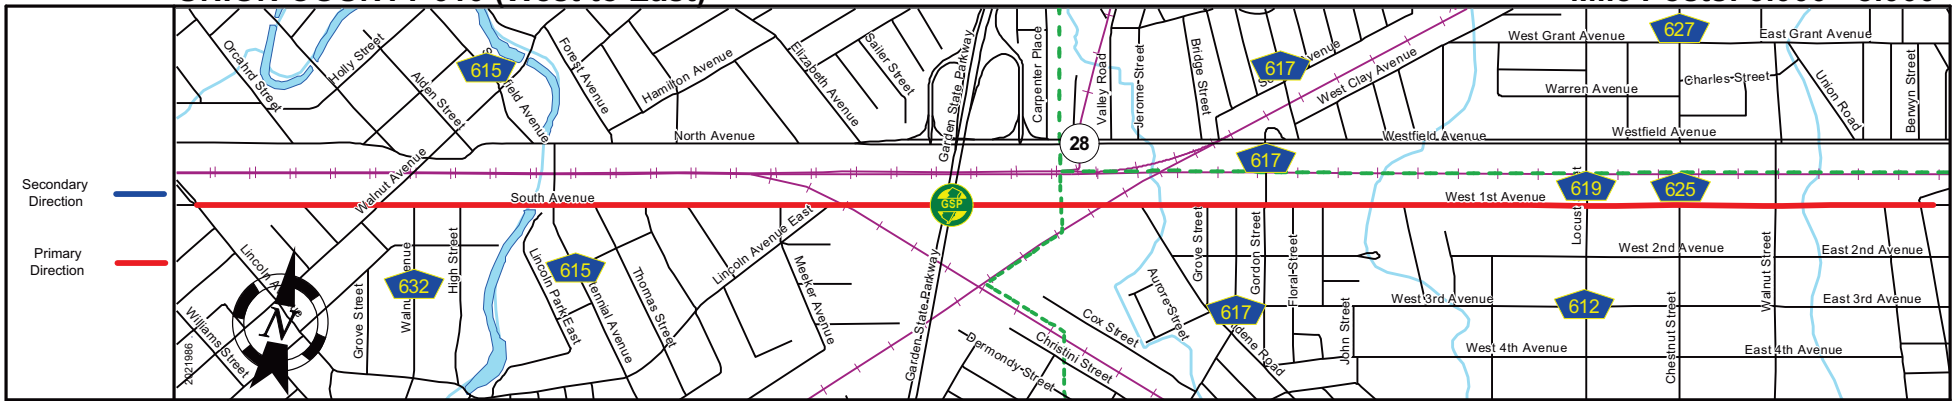 Secondary
Direction
Primary
Direction
Orcahrd Street
Holly Street
Alden Street
615
Forest Avenue
Hamilton Avenue
Elizabeth Avenue
Sailer Street
Garden State Parkway
Carpenter Place
Valley Road
Jerome Street
Bridge Street
617
West Clay Avenue
West Grant Avenue
627
East Grant Avenue
Warren Avenue
Charles Street
Union Road
Berwyn Street
North Avenue
28
Westfield Avenue
Westfield Avenue
Walnut Avenue
617
South Avenue
GSP
West 1st Avenue
619
625
Lincoln
632
High Street
Grove Street
Williams Street
N
2021986
Lincoln Park East
615
Thomas Street
Lincoln Avenue East
Meeker Avenue
Garden State Parkway
Dermondy Street
Christini Street
Cox Street
Aurore Street
Grove Street
Gordon Street
Floral Street
617
John Street
West 2nd Avenue
East 2nd Avenue
West 3rd Avenue
612
East 3rd Avenue
West 4th Avenue
East 4th Avenue
Chestnut Street
Walnut Street